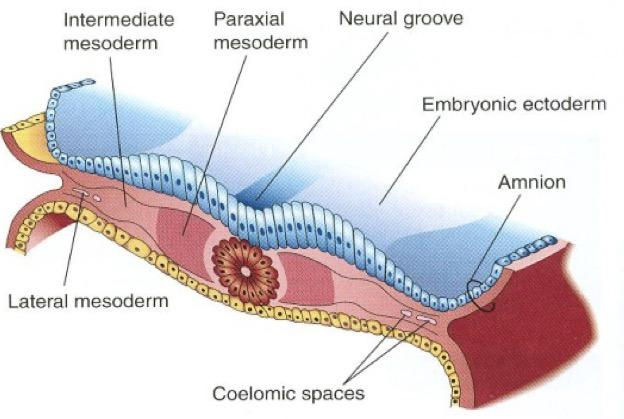 Intermediate
mesoderm
Paraxial
mesoderm
Neural groove
Embryonic ectoderm
Amnion
Lateral mesoderm
Coelomic spaces